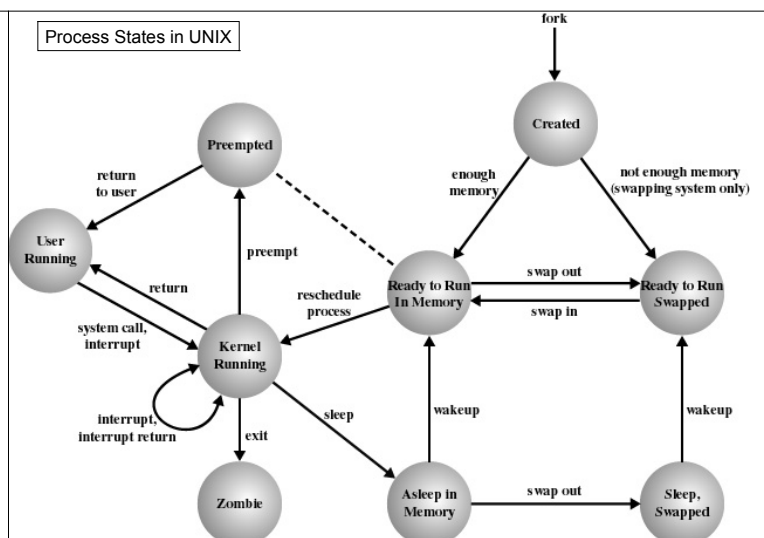 Process States in UNIX
fork
Created
Preempted
return
to user
enough
memory
not enough memory
(swapping system only)
User
Running
preempt
return
Ready to Run
In Memory
swap out
swap in
Ready to Run
Swapped
reschedule
process
system call,
interrupt
Kernel
Running
interrupt,
interrupt return
sleep
wakeup
wakeup
exit
Zombie
Asleep in
Memory
swap out
Sleep,
Swapped